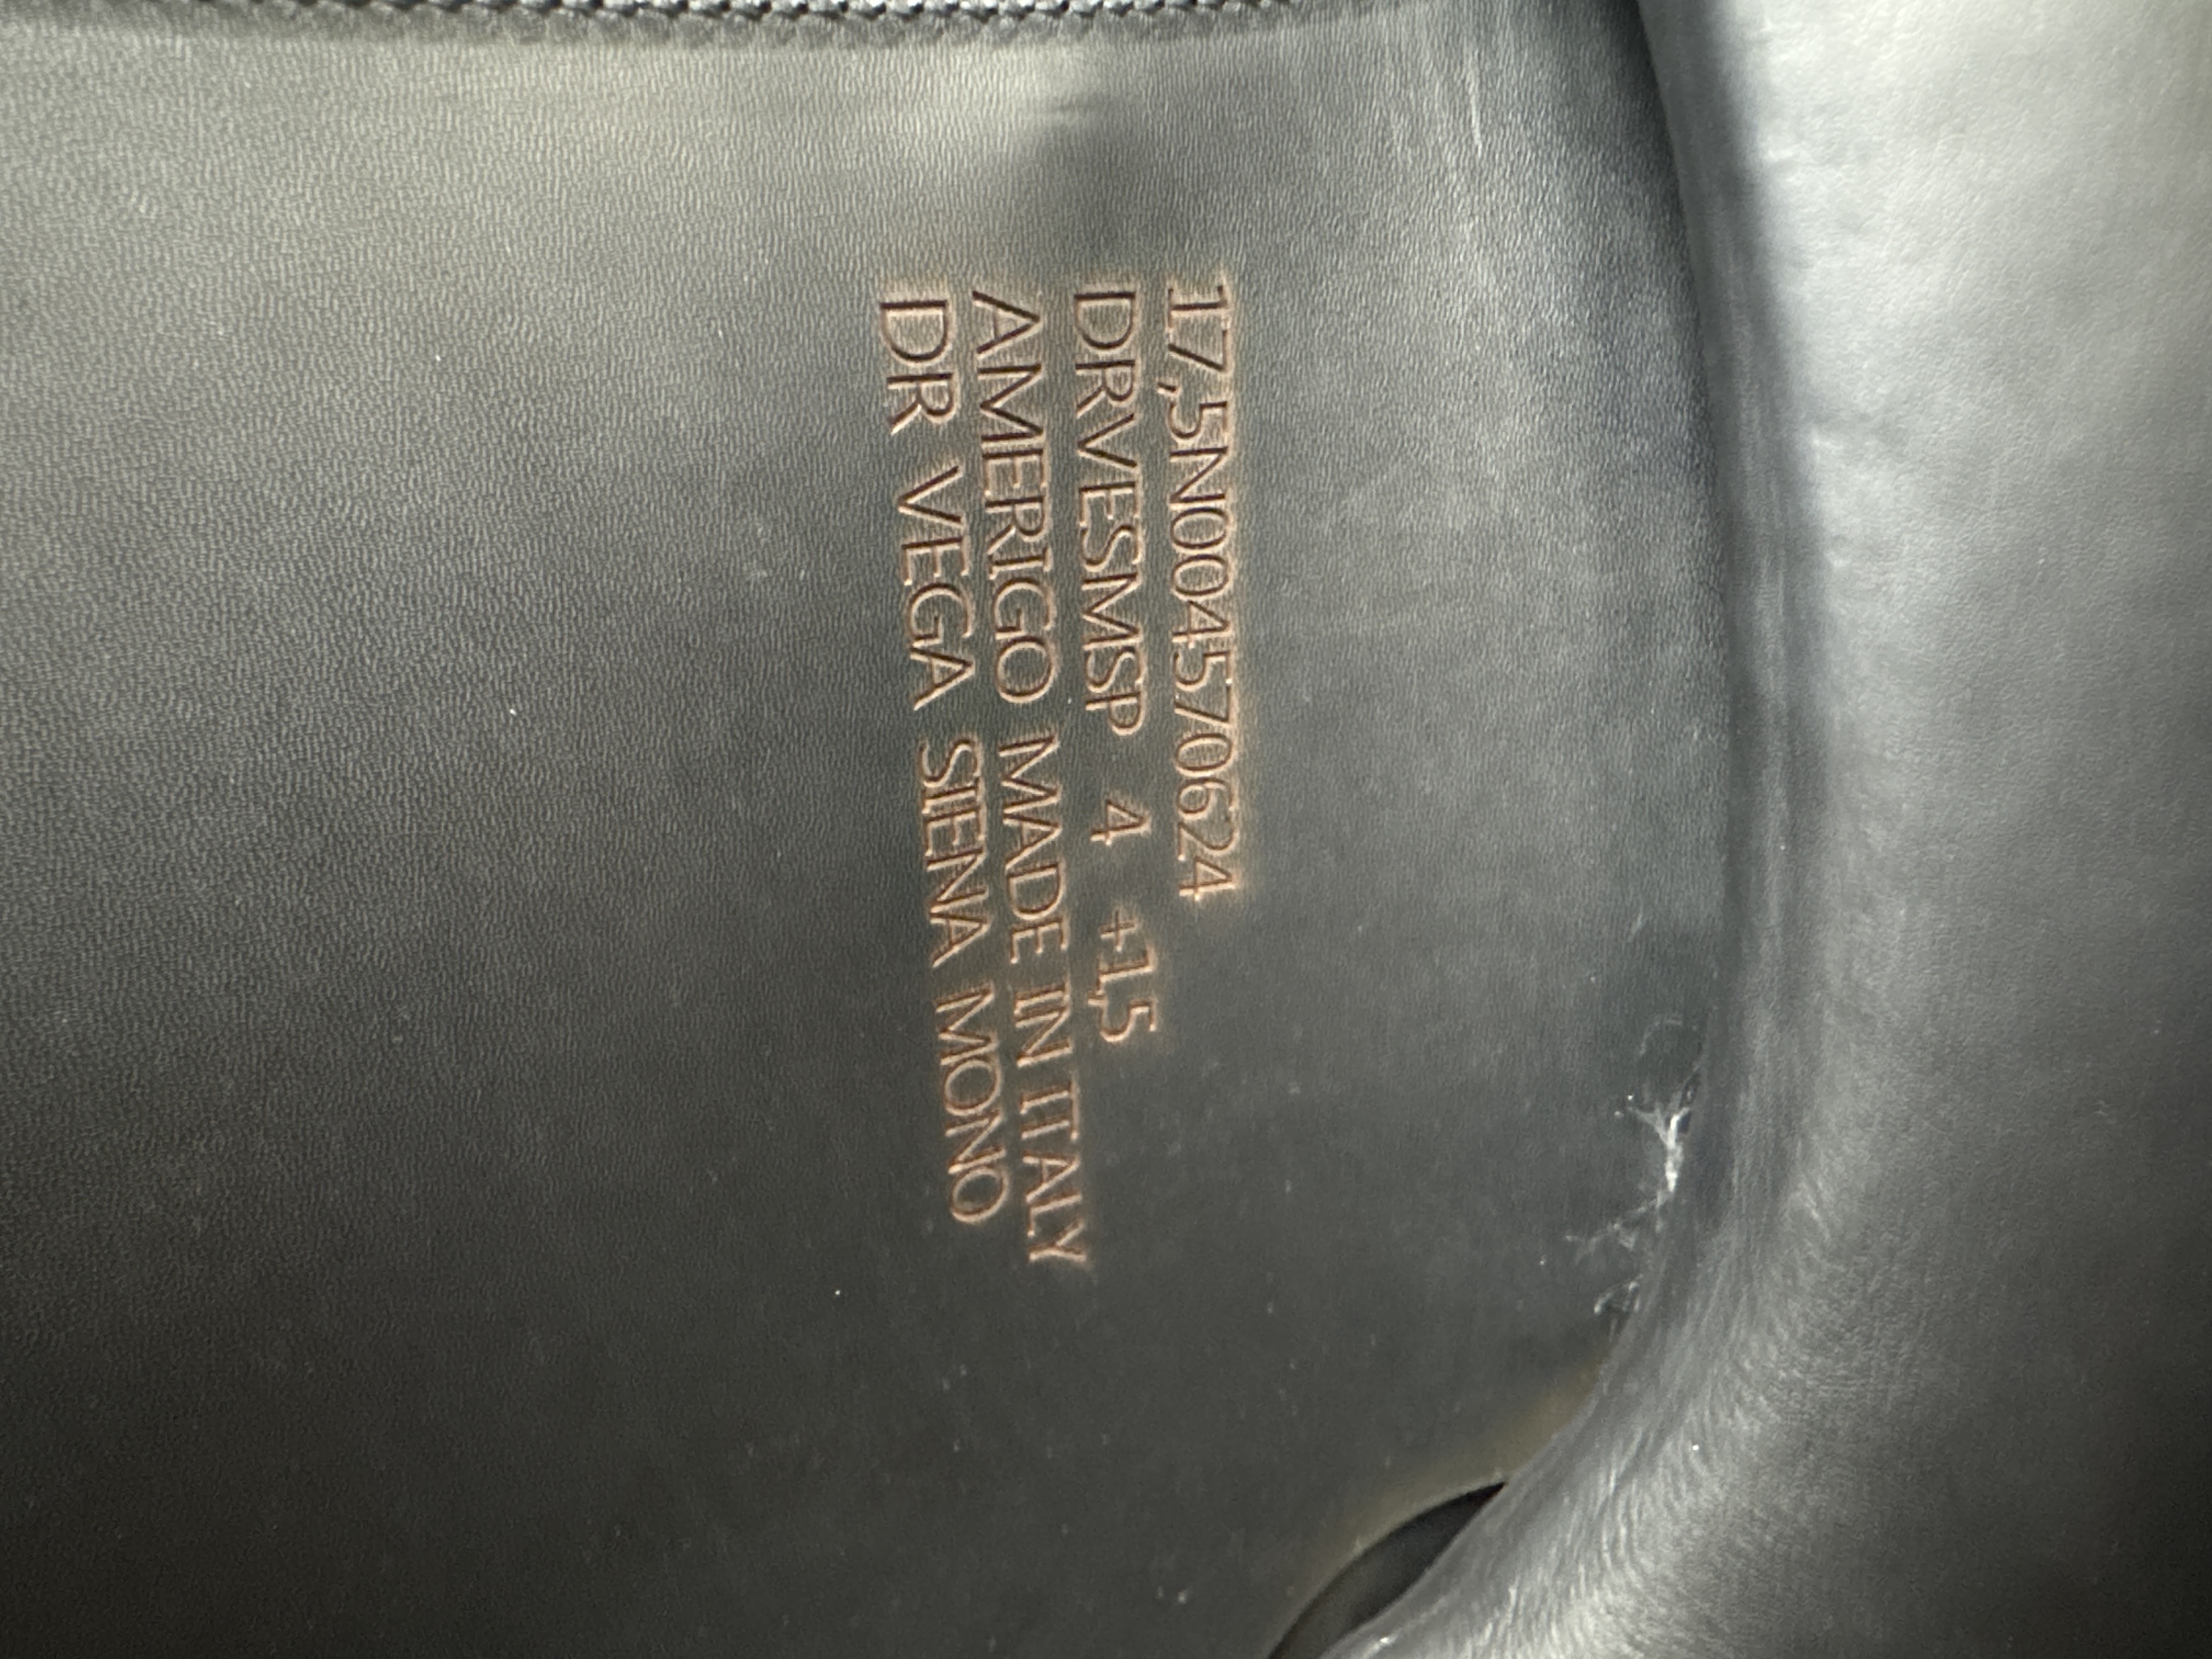 17,5N004570624
DRVESMSP 4 +1,5
AMERIGO MADE IN ITALY
DR VEGA SIENA MONO